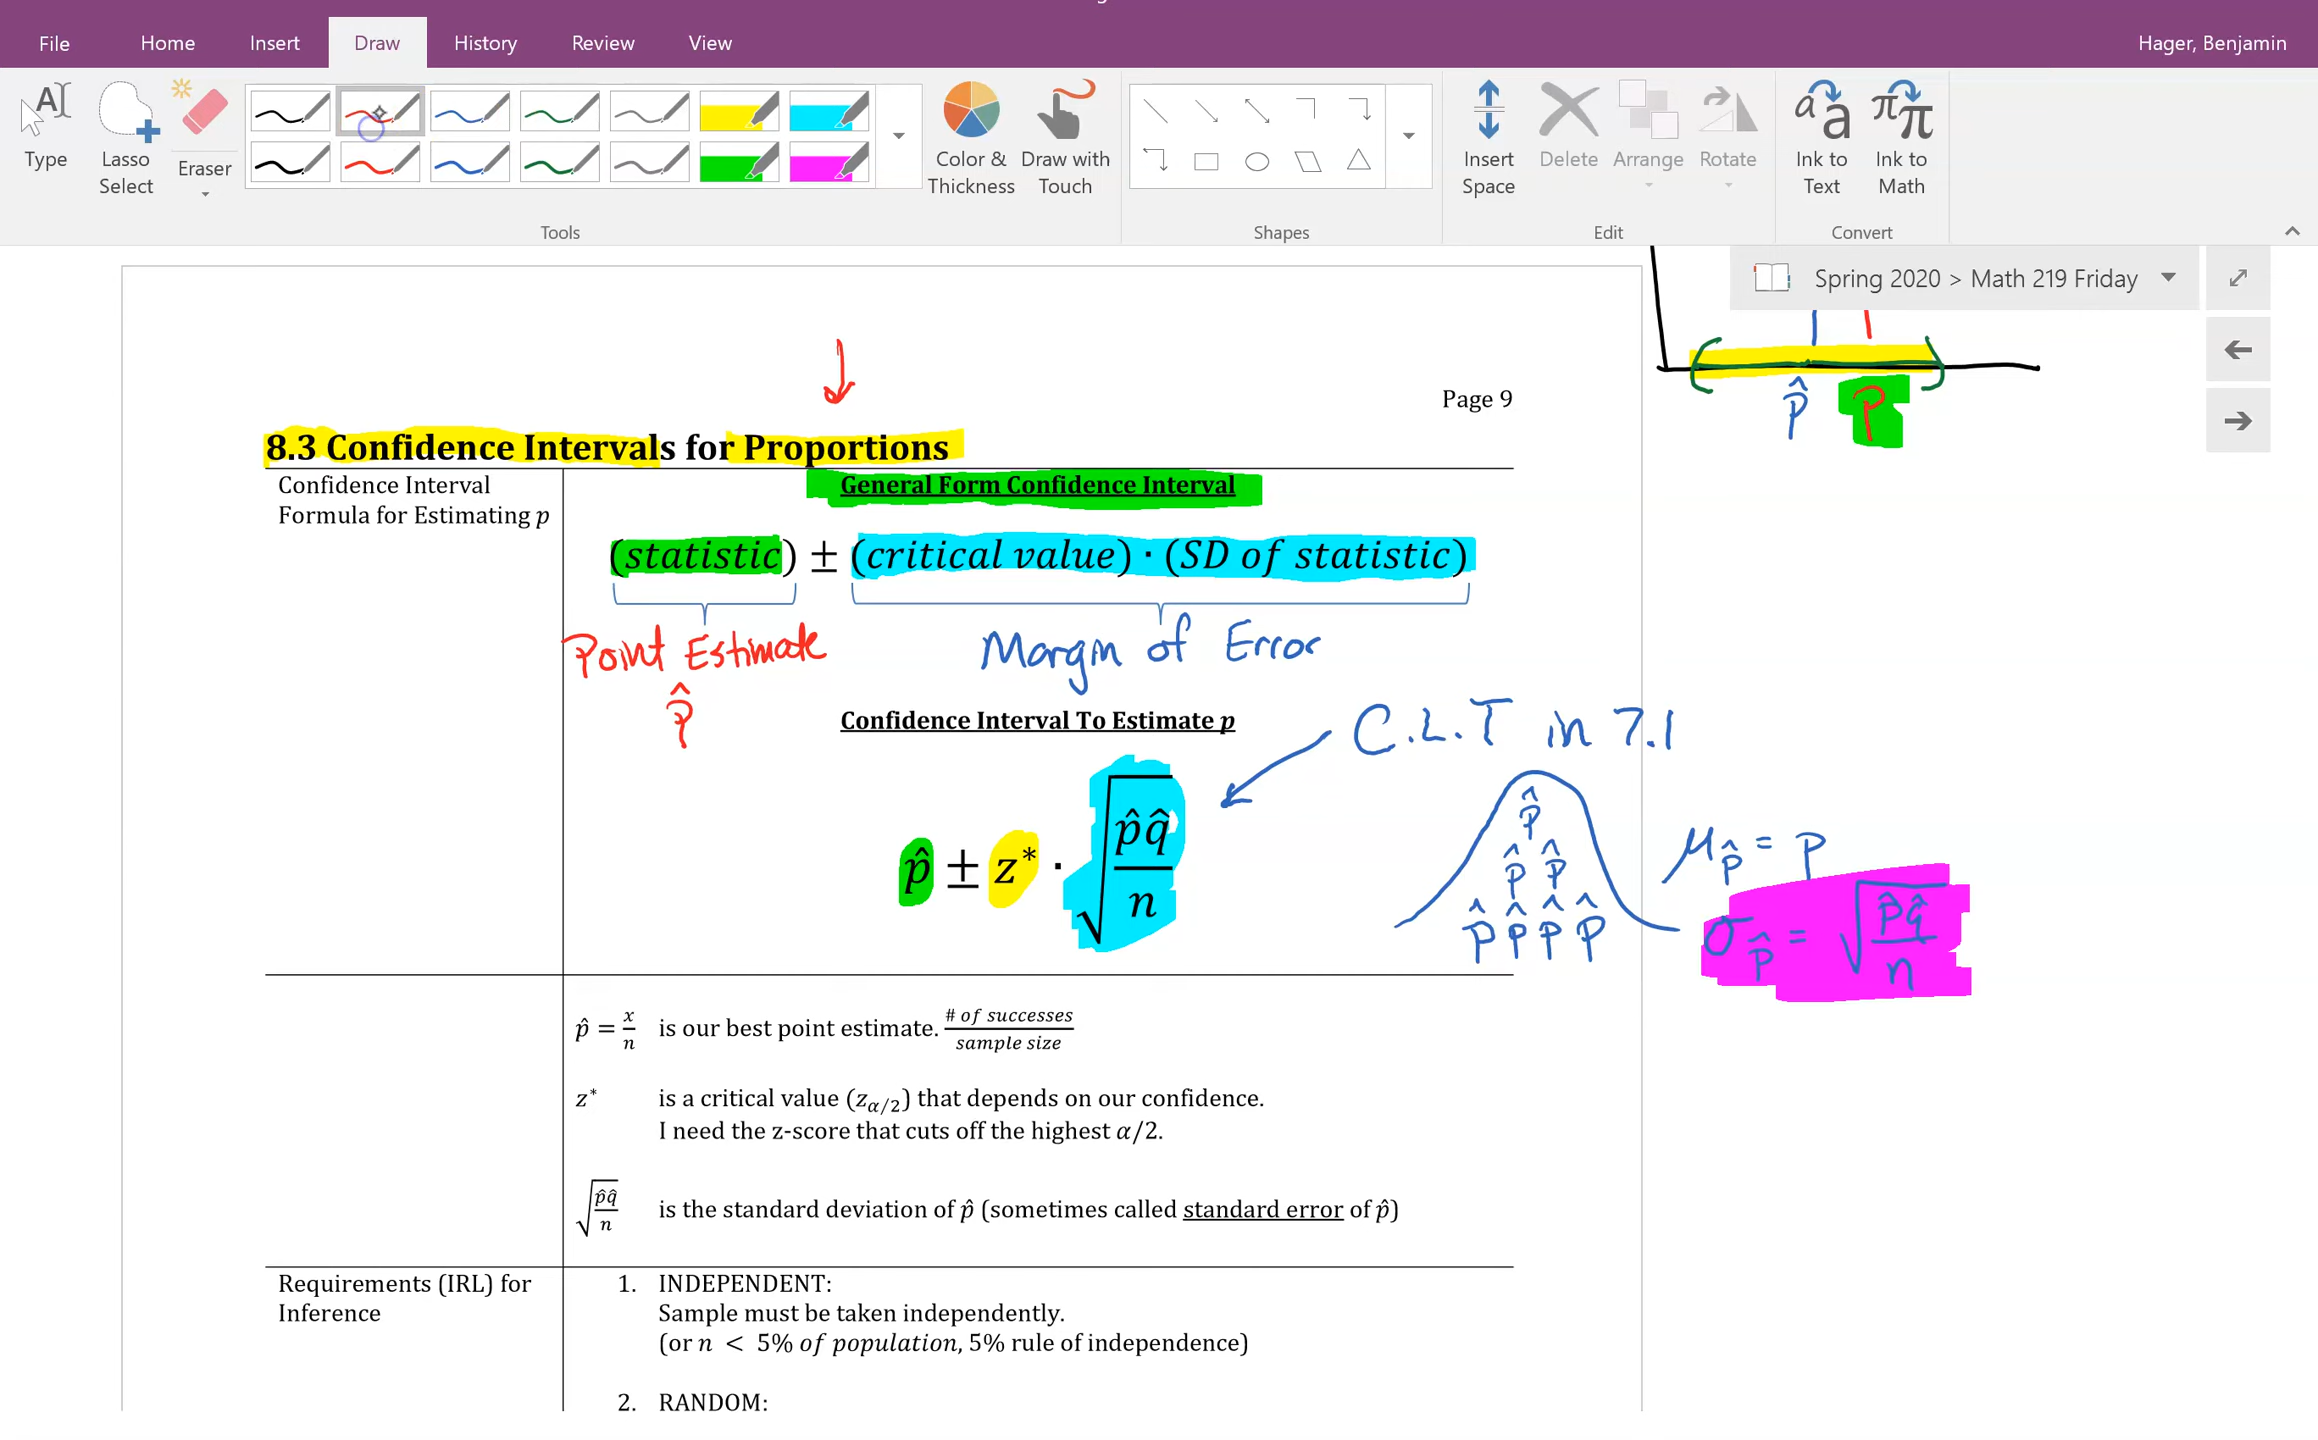 File Home Insert Draw History Review View Hager, Benjamin
Type
Lasso Select
Eraser
Color & Thickness
Draw with Touch
Insert Space
Delete
Arrange
Rotate
Ink to Text
Ink to Math
Tools Shapes Edit Convert
Spring 2020 > Math 219 Friday
p̂ p
Page 9
8.3 Confidence Intervals for Proportions
Confidence Interval Formula for Estimating p
General Form Confidence Interval
(statistic) ± (critical value) · (SD of statistic)
Point Estimate
p̂
Margin of Error
Confidence Interval To Estimate p
C.L.T in 7.1
p̂ ± z* · √(p̂q̂/n)
p̂
p̂ p̂
p̂ p̂ p̂ p̂
μp̂ = p
σp̂ = √(p̂q̂/n)
p̂ = x/n is our best point estimate. # of successes/sample size
z* is a critical value (zα/2) that depends on our confidence.
I need the z-score that cuts off the highest α/2.
√(p̂q̂/n) is the standard deviation of p̂ (sometimes called standard error of p̂)
Requirements (IRL) for Inference
1. INDEPENDENT:
Sample must be taken independently.
(or n < 5% of population, 5% rule of independence)
2. RANDOM: